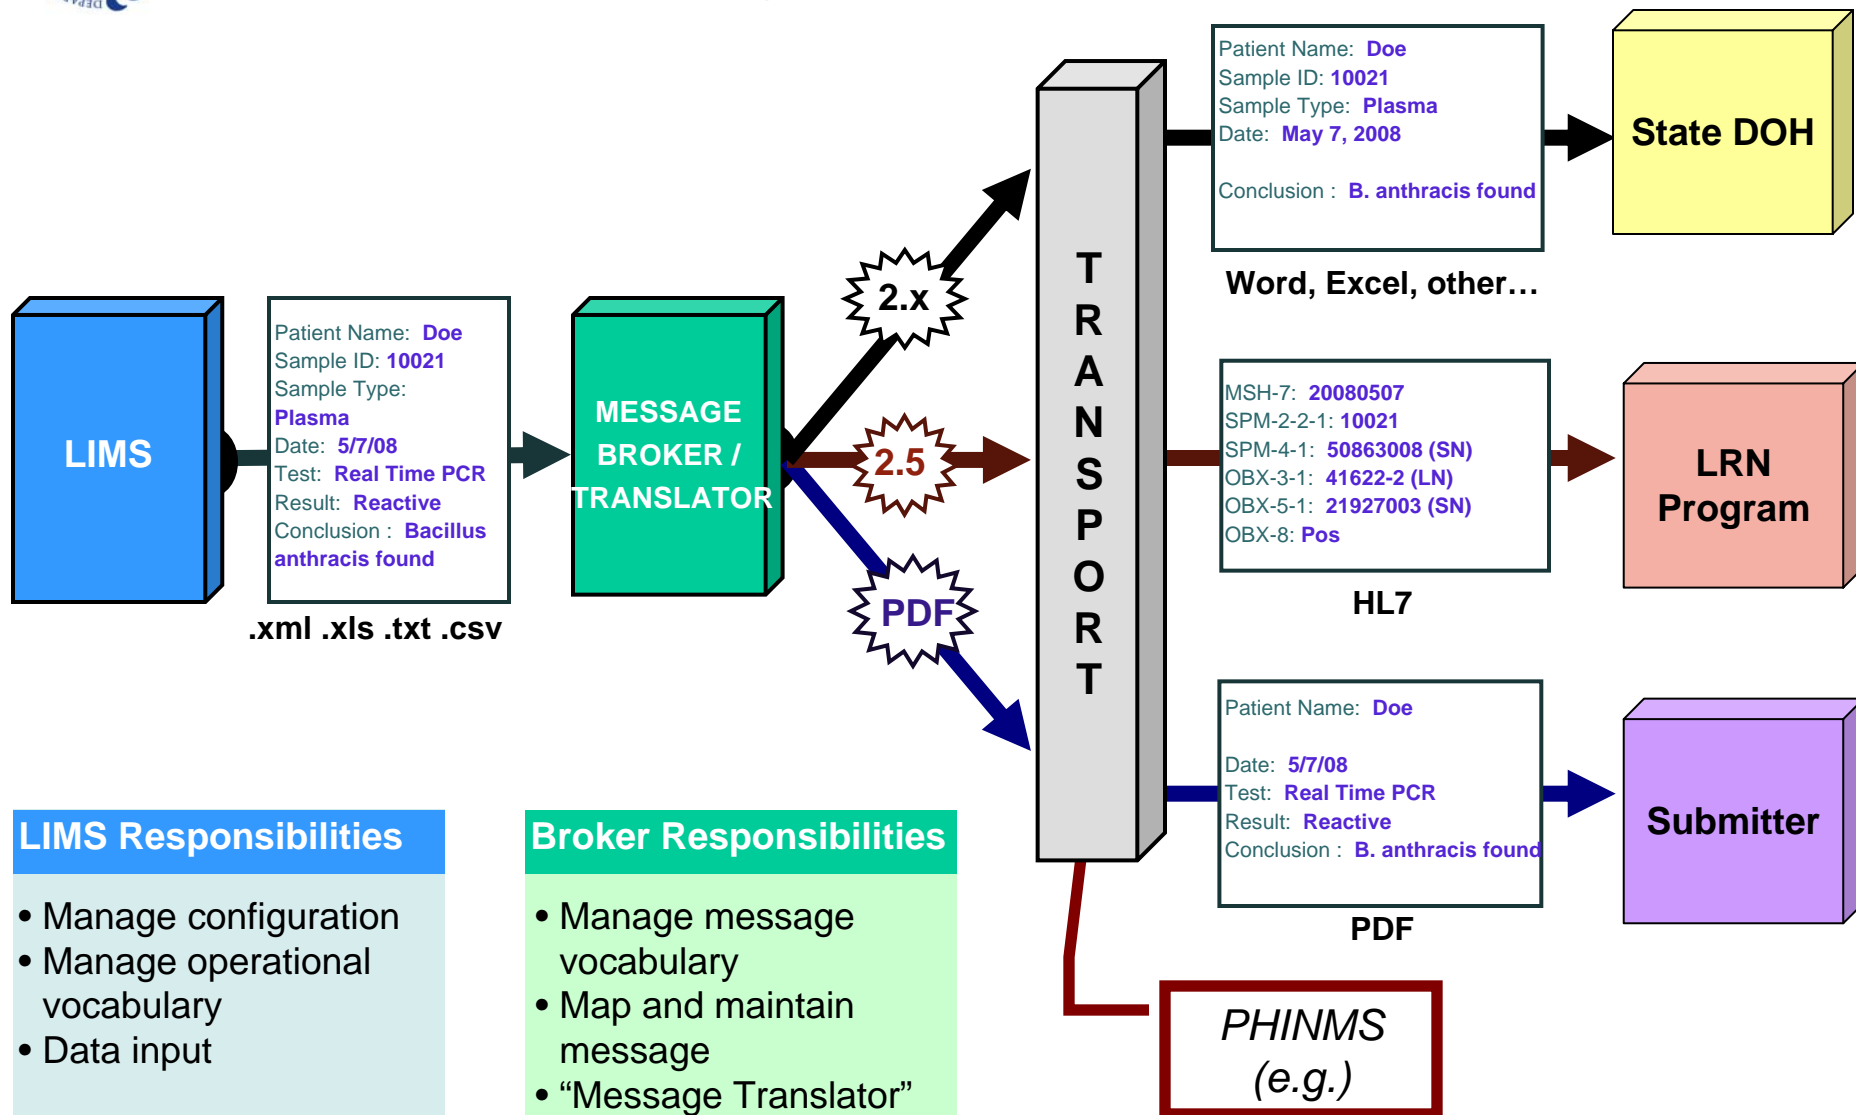 LIMS
Patient Name: Doe
Sample ID: 10021
Sample Type:
Plasma
Date: 5/7/08
Test: Real Time PCR
Result: Reactive
Conclusion : Bacillus
anthracis found
.xml .xls .txt .csv
MESSAGE
BROKER /
TRANSLATOR
2.x
2.5
PDF
T
R
A
N
S
P
O
R
T
Patient Name: Doe
Sample ID: 10021
Sample Type: Plasma
Date: May 7, 2008
Conclusion : B. anthracis found
Word, Excel, other…
State DOH
MSH-7: 20080507
SPM-2-2-1: 10021
SPM-4-1: 50863008 (SN)
OBX-3-1: 41622-2 (LN)
OBX-5-1: 21927003 (SN)
OBX-8: Pos
HL7
LRN
Program
Patient Name: Doe
Date: 5/7/08
Test: Real Time PCR
Result: Reactive
Conclusion : B. anthracis found
PDF
Submitter
PHINMS
(e.g.)
LIMS Responsibilities
• Manage configuration
• Manage operational
vocabulary
• Data input
Broker Responsibilities
• Manage message
vocabulary
• Map and maintain
message
• “Message Translator”